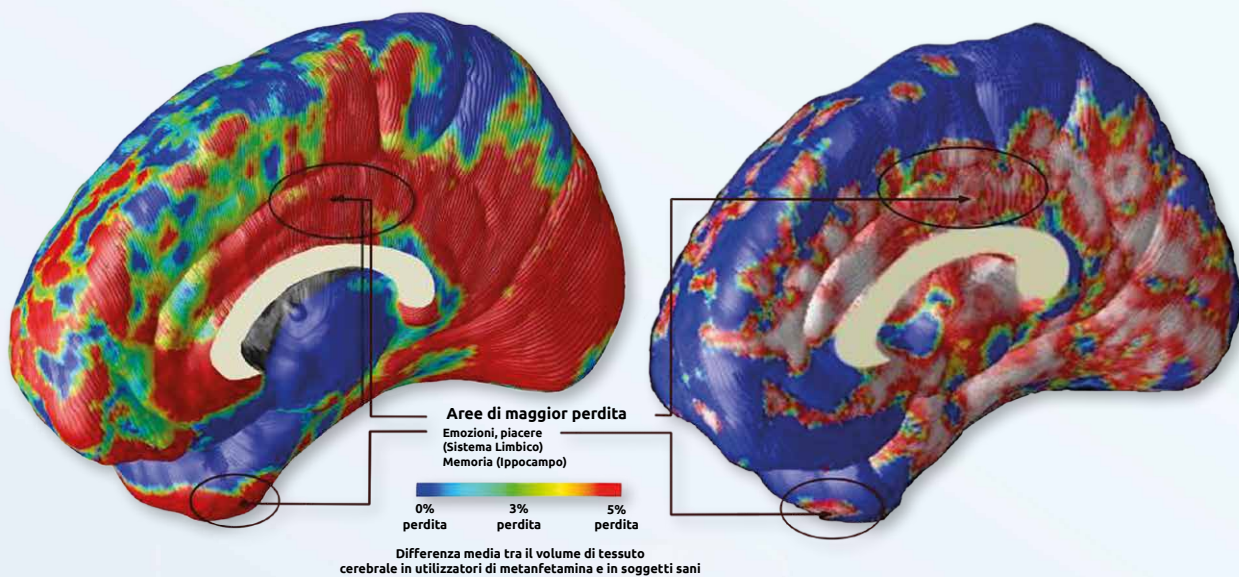 Aree di maggior perdita
Emozioni, piacere
(Sistema Limbico)
Memoria (Ippocampo)
0% 3% 5%
perdita perdita perdita
Differenza media tra il volume di tessuto
cerebrale in utilizzatori di metanfetamina e in soggetti sani